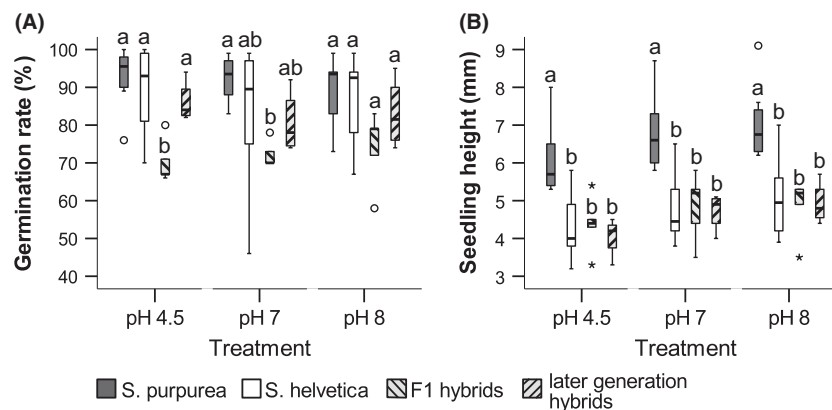 (A)
Germination rate (%)
100
90
80
70
60
50
40
a a b a
a ab b ab
a a a a
pH 4.5 pH 7 pH 8
Treatment
(B)
Seedling height (mm)
9
8
7
6
5
4
3
a b b b
a b b b
a b b b
* * *
pH 4.5 pH 7 pH 8
Treatment
S. purpurea S. helvetica F1 hybrids later generation
hybrids